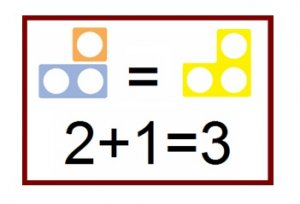 =
2+1=3